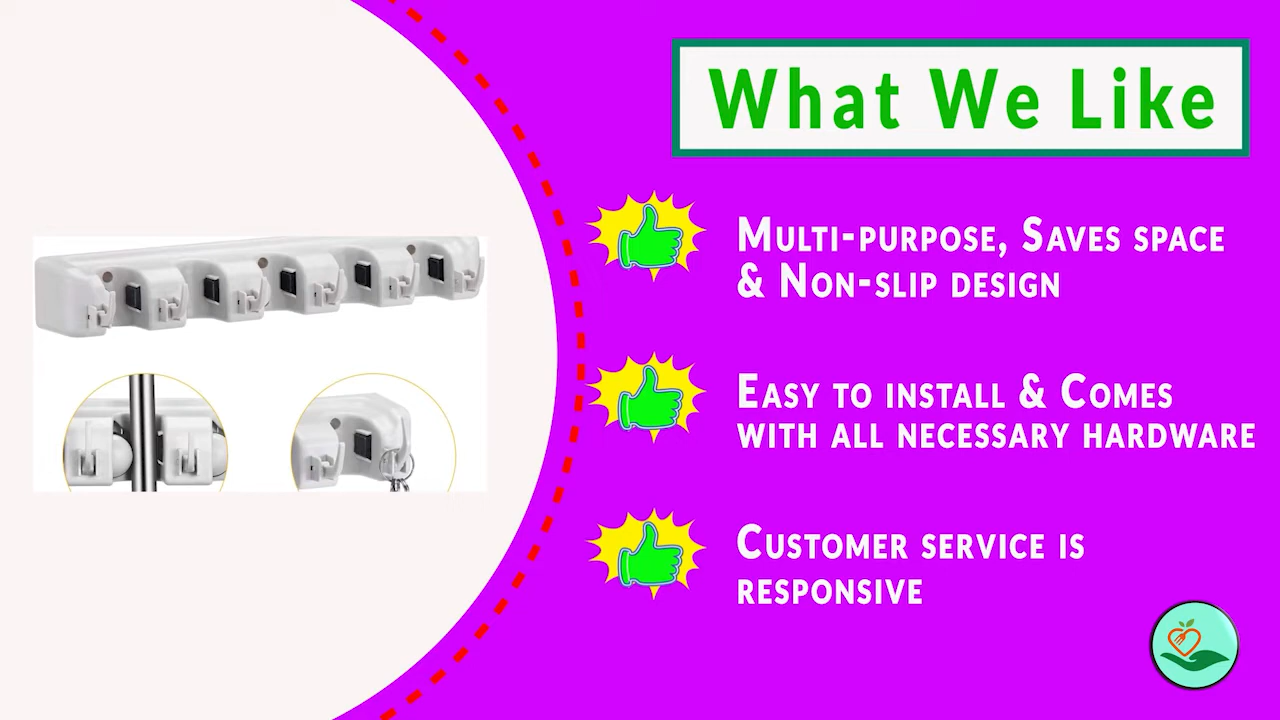 What We Like
Multi-purpose, Saves space
& Non-slip design
Easy to install & Comes
with all necessary hardware
Customer service is
responsive